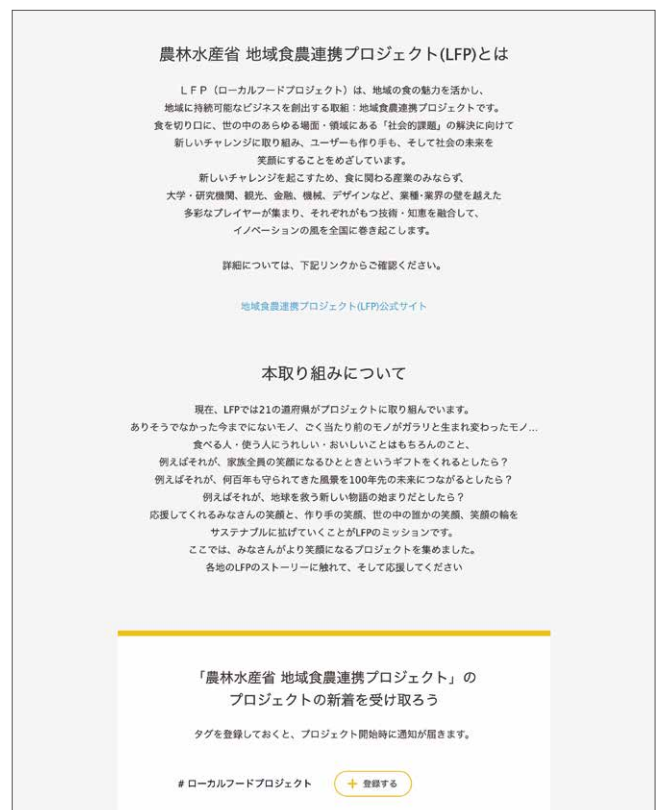 農林水産省 地域食農連携プロジェクト(LFP)とは
ＬＦＰ（ローカルフードプロジェクト）は、地域の食の魅力を活かし、
地域に持続可能なビジネスを創出する取組：地域食農連携プロジェクトです。
食を切り口に、世の中のあらゆる場面・領域にある「社会的課題」の解決に向けて
新しいチャレンジに取り組み、ユーザーも作り手も、そして社会の未来を
笑顔にすることをめざしています。
新しいチャレンジを起こすため、食に関わる産業のみならず、
大学・研究機関、観光、金融、機械、デザインなど、業種･業界の壁を越えた
多彩なプレイヤーが集まり、それぞれがもつ技術・知恵を融合して、
イノベーションの風を全国に巻き起こします。
詳細については、下記リンクからご確認ください。
地域食農連携プロジェクト(LFP)公式サイト
本取り組みについて
現在、LFPでは21の道府県がプロジェクトに取り組んでいます。
ありそうでなかった今までにないモノ、ごく当たり前のモノがガラリと生まれ変わったモノ…
食べる人・使う人にうれしい・おいしいことはもちろんのこと、
例えばそれが、家族全員の笑顔になるひとときというギフトをくれるとしたら？
例えばそれが、何百年も守られてきた風景を100年先の未来につながるとしたら？
例えばそれが、地球を救う新しい物語の始まりだとしたら？
応援してくれるみなさんの笑顔と、作り手の笑顔、世の中の誰かの笑顔、笑顔の輪を
サステナブルに拡げていくことがLFPのミッションです。
ここでは、みなさんがより笑顔になるプロジェクトを集めました。
各地のLFPのストーリーに触れて、そして応援してください
「農林水産省 地域食農連携プロジェクト」の
プロジェクトの新着を受け取ろう
タグを登録しておくと、プロジェクト開始時に通知が届きます。
# ローカルフードプロジェクト ＋ 登録する